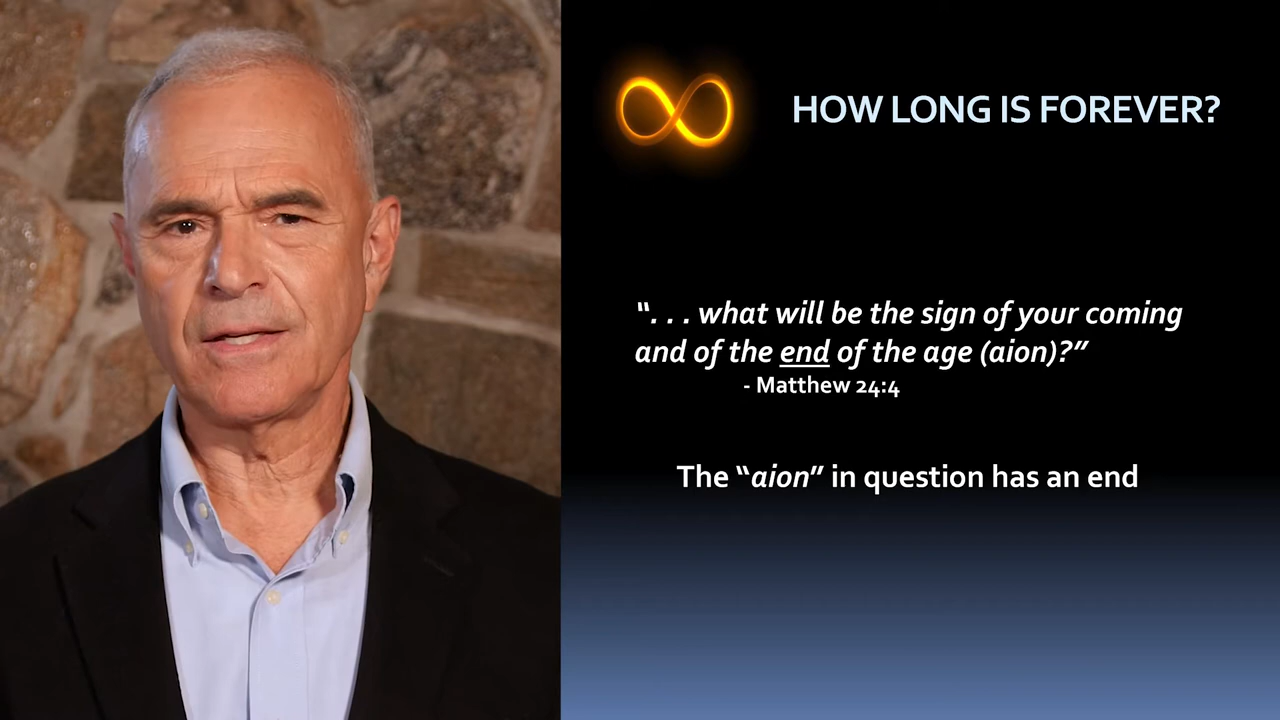 HOW LONG IS FOREVER?
“. . . what will be the sign of your coming
and of the end of the age (aion)?”
- Matthew 24:4
The “aion” in question has an end